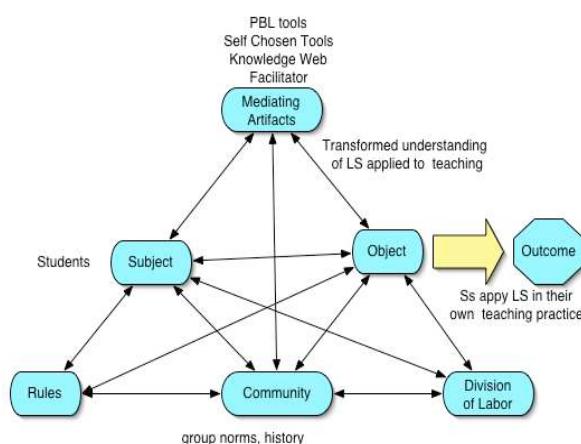 PBL tools
Self Chosen Tools
Knowledge Web
Facilitator
Mediating
Artifacts
Transformed understanding
of LS applied to teaching
Students
Subject
Object
Outcome
Ss appy LS in their
own teaching practice
Rules
Community
Division
of Labor
group norms, history